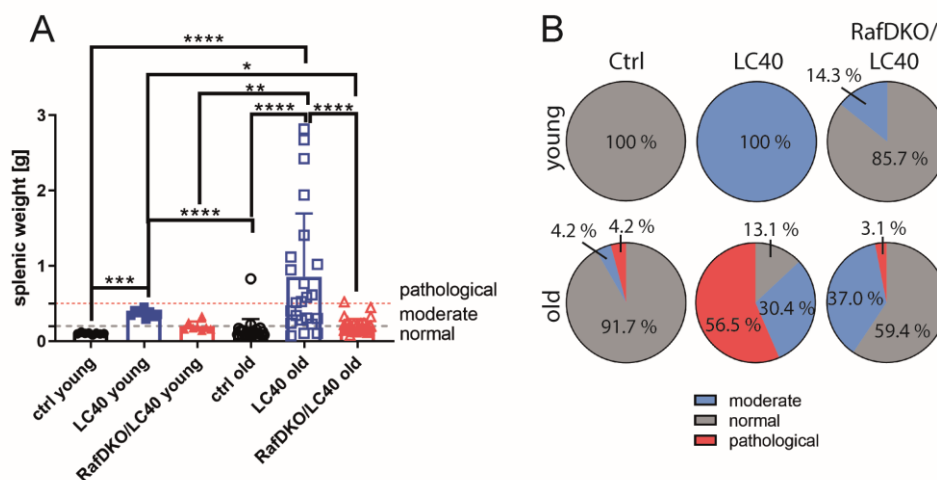 A
****
*
**
****
****
****
***
splenic weight [g]
3
2
1
0
pathological
moderate
normal
ctrl young
LC40 young
RafDKO/LC40 young
ctrl old
LC40 old
RafDKO/LC40 old
B
Ctrl
LC40
RafDKO/
LC40
young
100 %
100 %
14.3 %
85.7 %
old
4.2 %
4.2 %
91.7 %
13.1 %
30.4 %
56.5 %
3.1 %
37.0 %
59.4 %
moderate
normal
pathological